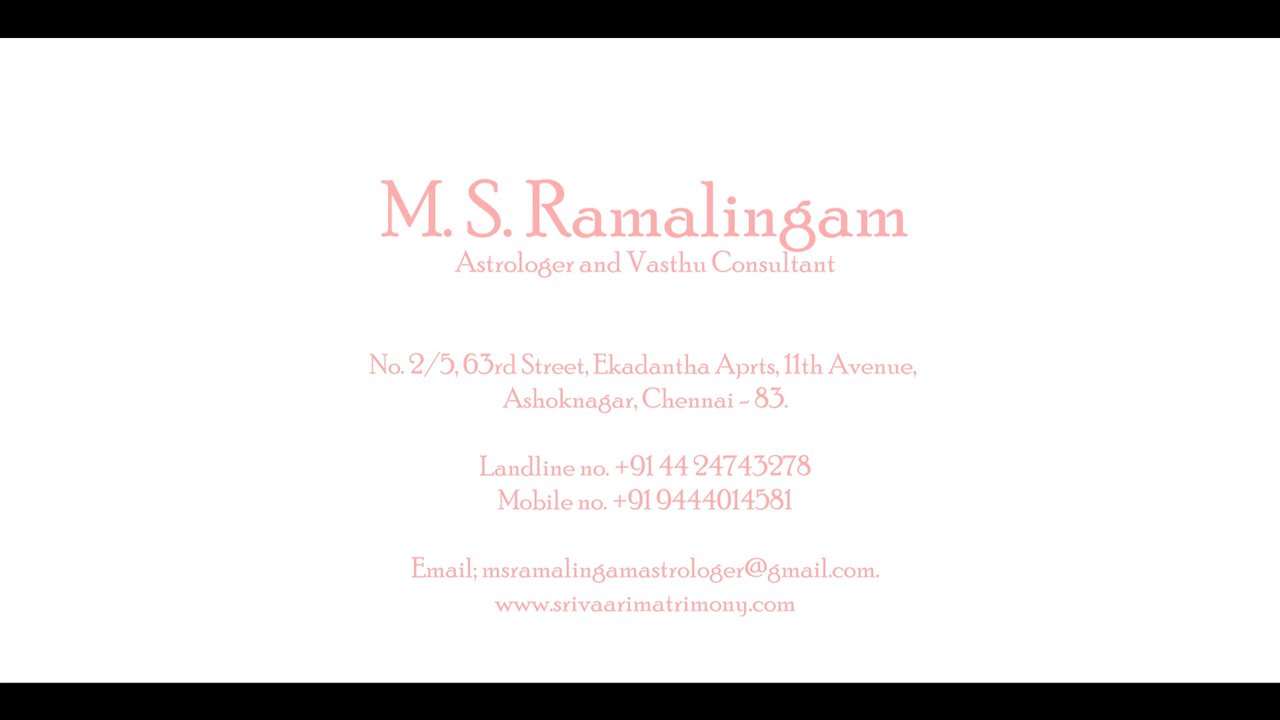 M. S. Ramalingam
Astrologer and Vasthu Consultant
No. 2/5, 63rd Street, Ekadantha Aprts, 11th Avenue,
Ashoknagar, Chennai - 83.
Landline no. +91 44 24743278
Mobile no. +91 9444014581
Email; msramalingamastrologer@gmail.com.
www.srivaarimatrimony.com